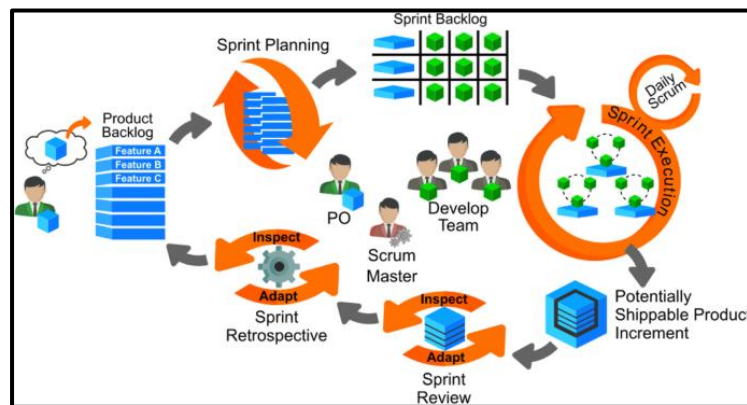 Sprint Backlog
Sprint Planning
Daily
Scrum
Product
Backlog
Feature A
Feature B
Feature C
Sprint Execution
PO
Develop
Team
Scrum
Master
Inspect
Adapt
Sprint
Retrospective
Inspect
Adapt
Sprint
Review
Potentially
Shippable Product
Increment